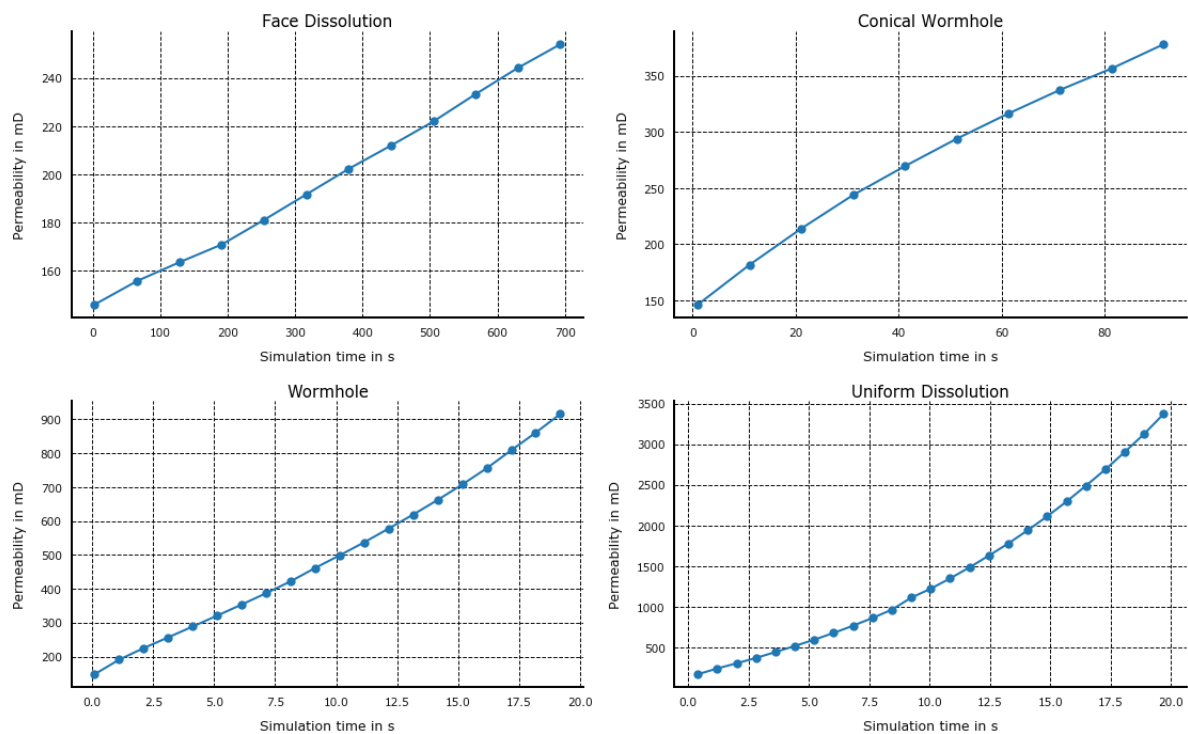 Face Dissolution
Permeability in mD
240
220
200
180
160
0 100 200 300 400 500 600 700
Simulation time in s
Conical Wormhole
Permeability in mD
350
300
250
200
150
0 20 40 60 80
Simulation time in s
Wormhole
Permeability in mD
900
800
700
600
500
400
300
200
0.0 2.5 5.0 7.5 10.0 12.5 15.0 17.5 20.0
Simulation time in s
Uniform Dissolution
Permeability in mD
3500
3000
2500
2000
1500
1000
500
0.0 2.5 5.0 7.5 10.0 12.5 15.0 17.5 20.0
Simulation time in s